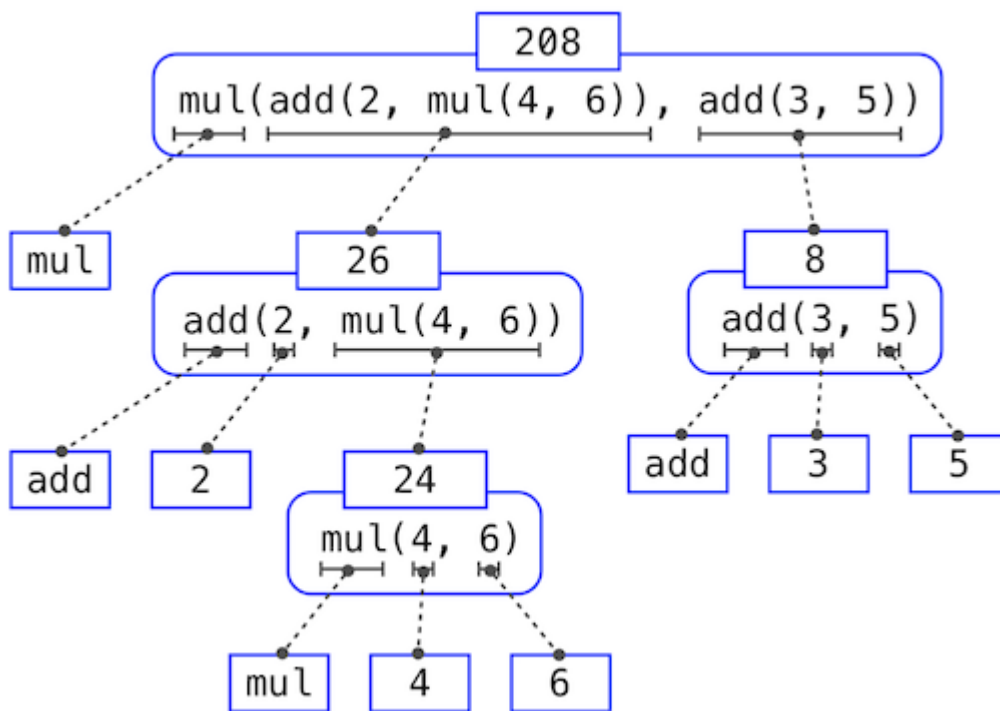 208
mul(add(2, mul(4, 6)), add(3, 5))
mul
26
8
add(2, mul(4, 6))
add(3, 5)
add
2
24
add
3
5
mul(4, 6)
mul
4
6